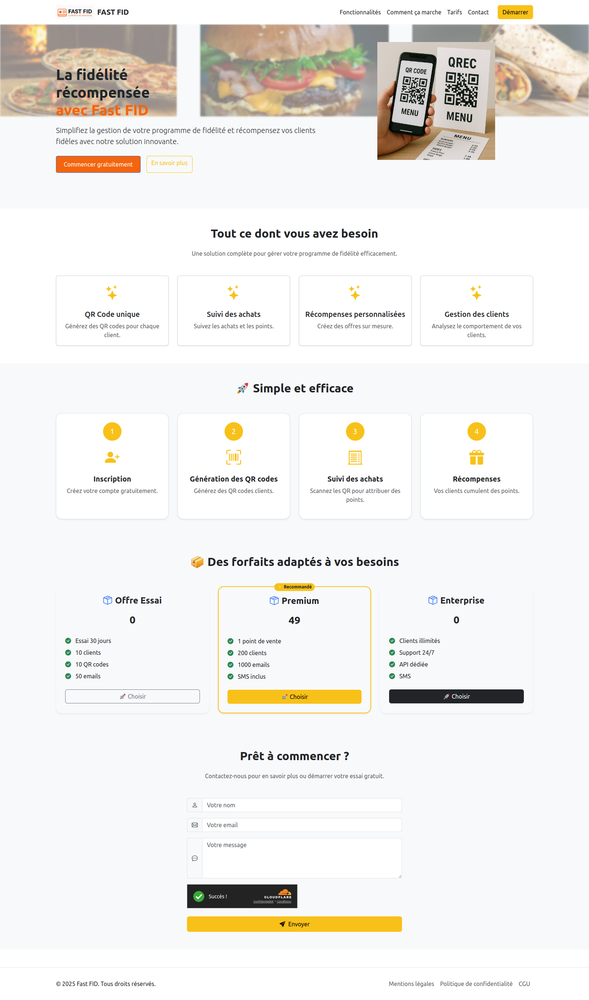 FAST FID
La fidélité récompensée
FAST FID
Fonctionnalités
Comment ça marche
Tarifs
Contact
Démarrer
La fidélité
récompensée
avec Fast FID
Simplifiez la gestion de votre programme de fidélité et récompensez vos clients
fidèles avec notre solution innovante.
Commencer gratuitement
En savoir plus
QR CODE
MENU
QREC
MENU
MENU
BURGERS
SIDES
Tout ce dont vous avez besoin
Une solution complète pour gérer votre programme de fidélité efficacement.
QR Code unique
Générez des QR codes pour chaque
client.
Suivi des achats
Suivez les achats et les points.
Récompenses personnalisées
Créez des offres sur mesure.
Gestion des clients
Analysez le comportement de vos
clients.
🚀 Simple et efficace
1
Inscription
Créez votre compte gratuitement.
2
Génération des QR codes
Générez des QR codes clients.
3
Suivi des achats
Scannez les QR pour attribuer des
points.
4
Récompenses
Vos clients cumulent des points.
📦 Des forfaits adaptés à vos besoins
Offre Essai
0
Essai 30 jours
10 clients
10 QR codes
50 emails
🚀 Choisir
Recommandé
Premium
49
1 point de vente
200 clients
1000 emails
SMS inclus
🚀 Choisir
Enterprise
0
Clients illimités
Support 24/7
API dédiée
SMS
🚀 Choisir
Prêt à commencer ?
Contactez-nous pour en savoir plus ou démarrer votre essai gratuit.
Votre nom
Votre email
Votre message
Succès !
CLOUDFLARE
Confidentialité • Conditions
Envoyer
© 2025 Fast FID. Tous droits réservés.
Mentions légales
Politique de confidentialité
CGU